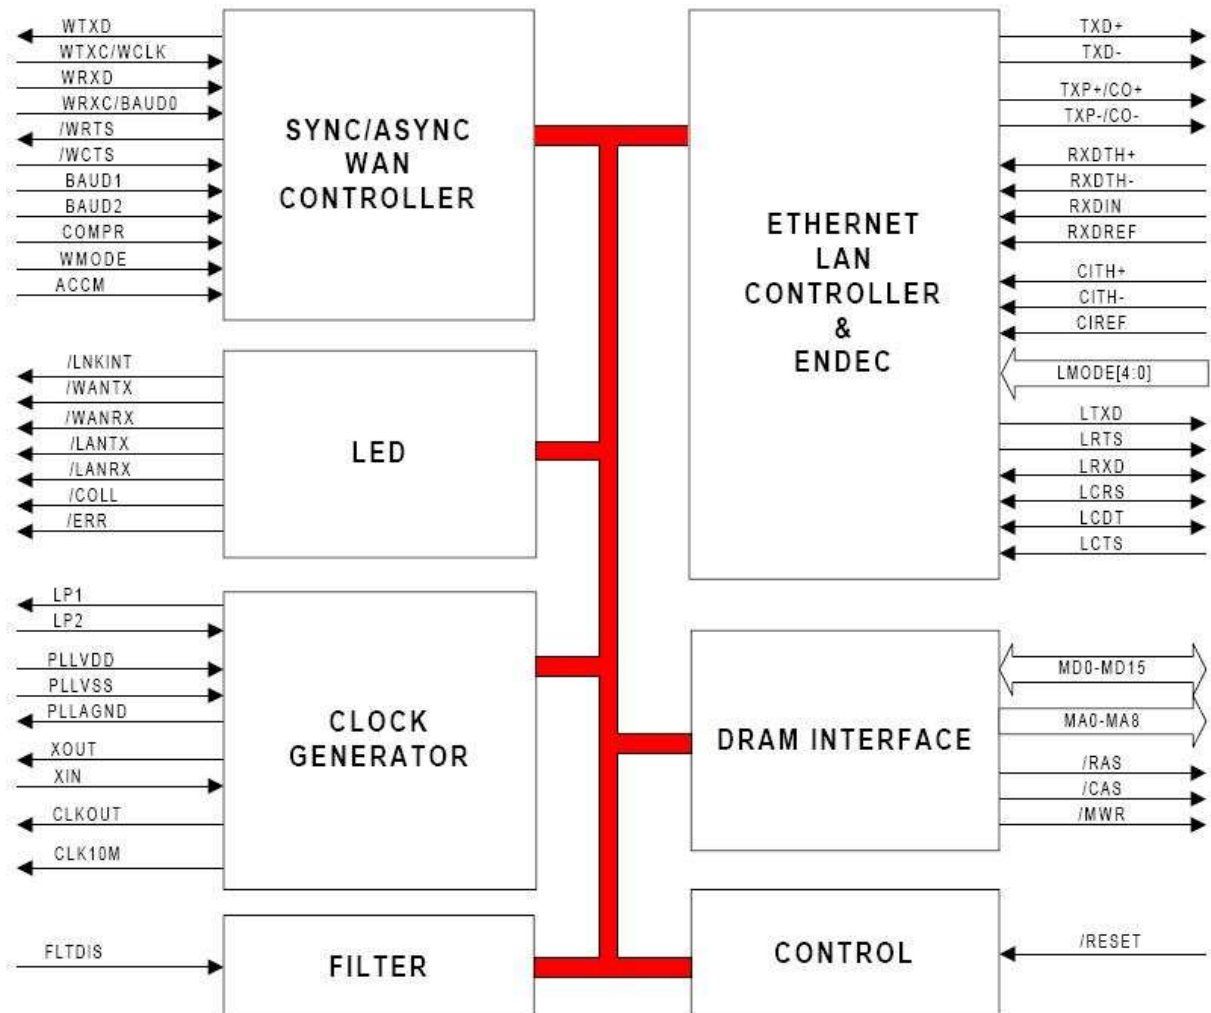 WTXD
WTXC/WCLK
WRXD
WRXC/BAUD0
/WRTS
/WCTS
BAUD1
BAUD2
COMPR
WMODE
ACCM
SYNC/ASYNC
WAN
CONTROLLER
/LNKINT
/WANTX
/WANRX
/LANTX
/LANRX
/COLL
/ERR
LED
LP1
LP2
PLLVDD
PLLVSS
PLLAGND
XOUT
XIN
CLKOUT
CLK10M
CLOCK
GENERATOR
FLTDIS
FILTER
ETHERNET
LAN
CONTROLLER
&
ENDEC
TXD+
TXD-
TXP+/CO+
TXP-/CO-
RXDTH+
RXDTH-
RXDIN
RXDREF
CITH+
CITH-
CIREF
LMODE[4:0]
LTXD
LRTS
LRXD
LCRS
LCDT
LCTS
DRAM INTERFACE
MD0-MD15
MA0-MA8
/RAS
/CAS
/MWR
CONTROL
/RESET